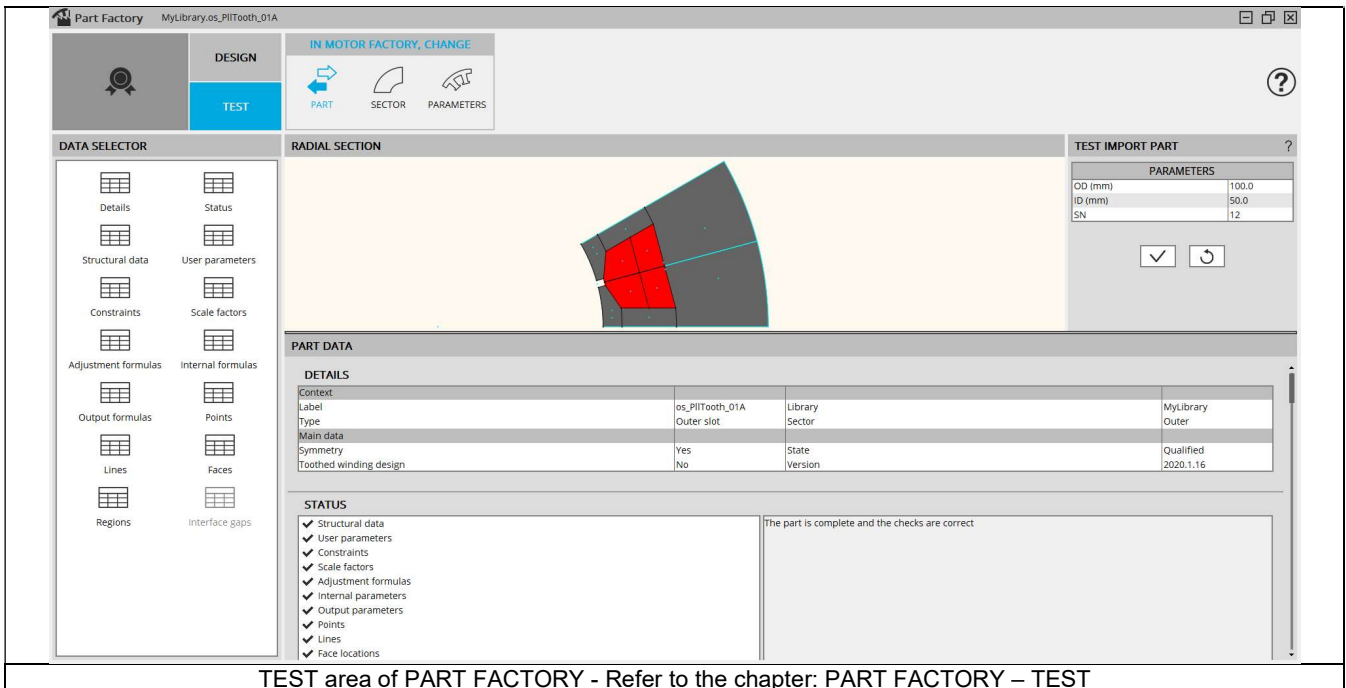 Part Factory MyLibrary.os_PllTooth_01A
DESIGN
TEST
IN MOTOR FACTORY, CHANGE
PART SECTOR PARAMETERS
?
DATA SELECTOR
Details Status
Structural data User parameters
Constraints Scale factors
Adjustment formulas Internal formulas
Output formulas Points
Lines Faces
Regions Interface gaps
RADIAL SECTION
TEST IMPORT PART ?
PARAMETERS
OD (mm) 100.0
ID (mm) 50.0
SN 12
PART DATA
DETAILS
Context
Label os_PllTooth_01A Library MyLibrary
Type Outer slot Sector Outer
Main data
Symmetry Yes State Qualified
Toothed winding design No Version 2020.1.16
STATUS
Structural data
User parameters
Constraints
Scale factors
Adjustment formulas
Internal parameters
Output parameters
Points
Lines
Face locations
The part is complete and the checks are correct
TEST area of PART FACTORY - Refer to the chapter: PART FACTORY – TEST